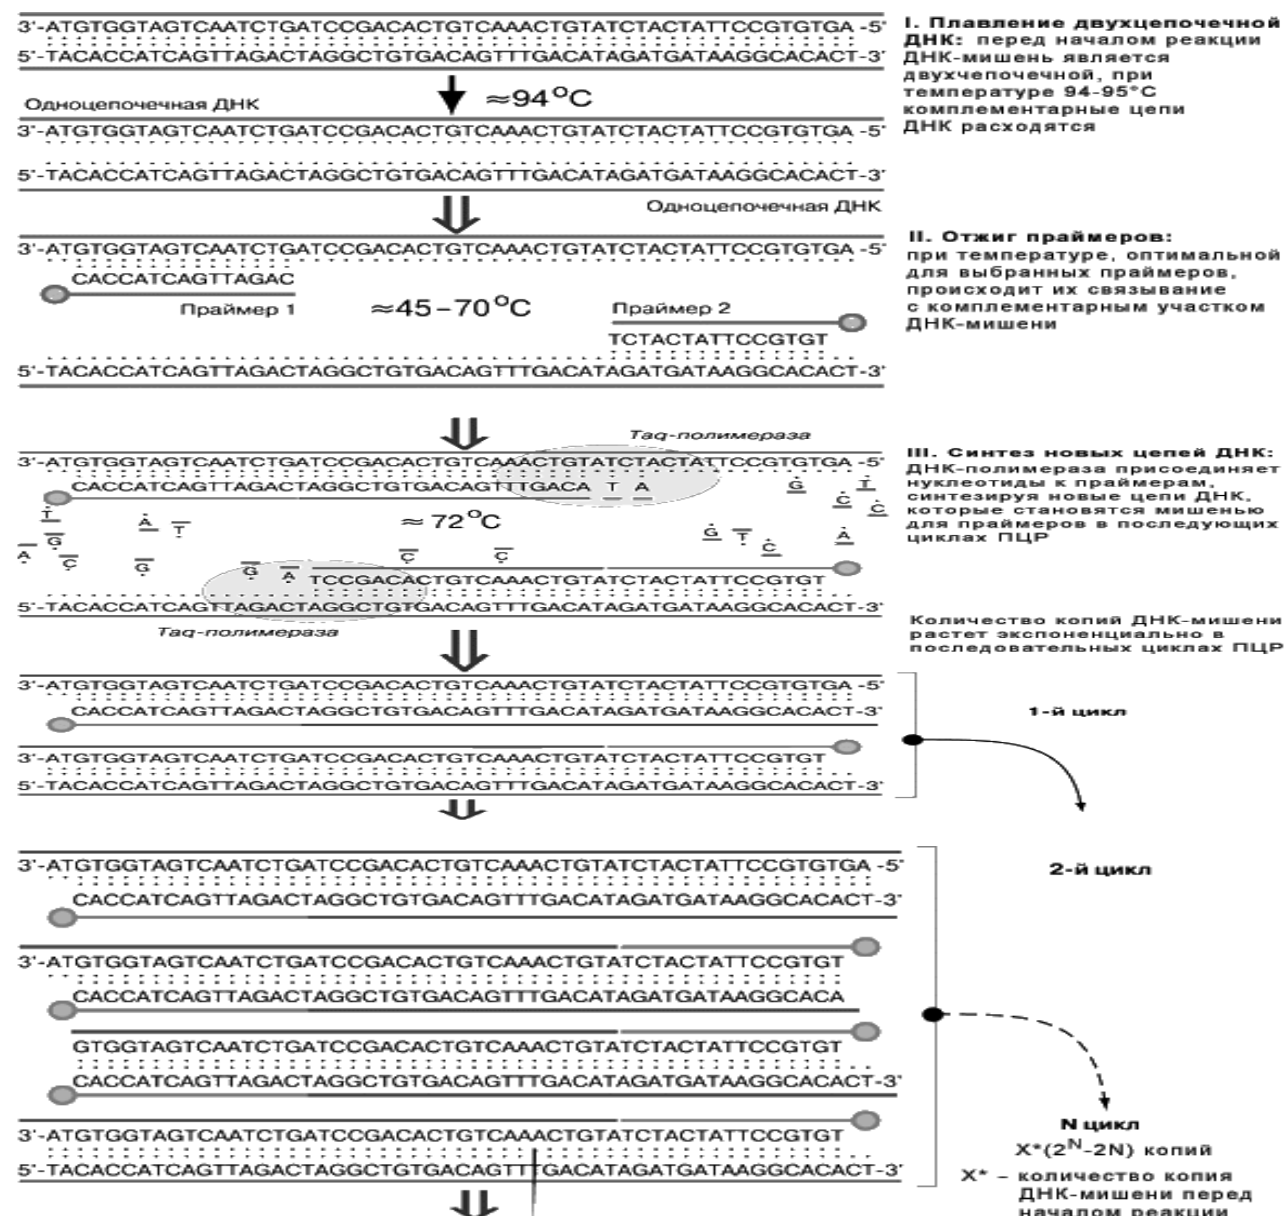 3'-ATGTGGTAGTCAATCTGATCCGACACTGTCAAACTGTATCTACTATTCCGTGTGA -5'
5'-TACACCATCAGTTAGACTAGGCTGTGACAGTTTGACATAGATGATAAGGCACACT-3'
I. Плавление двухцепочечной
ДНК: перед началом реакции
ДНК-мишень является
двухчепочечной, при
температуре 94-95°С
комплементарные цепи
ДНК расходятся
≈94°C
Одноцепочечная ДНК
3'-ATGTGGTAGTCAATCTGATCCGACACTGTCAAACTGTATCTACTATTCCGTGTGA -5'
5'-TACACCATCAGTTAGACTAGGCTGTGACAGTTTGACATAGATGATAAGGCACACT-3'
Одноцепочечная ДНК
3'-ATGTGGTAGTCAATCTGATCCGACACTGTCAAACTGTATCTACTATTCCGTGTGA -5'
CACCATCAGTTAGAC
Праймер 1
≈45-70°C
Праймер 2
TCTACTATTCCGTGT
5'-TACACCATCAGTTAGACTAGGCTGTGACAGTTTGACATAGATGATAAGGCACACT-3'
II. Отжиг праймеров:
при температуре, оптимальной
для выбранных праймеров,
происходит их связывание
с комплементарным участком
ДНК-мишени
Taq-полимераза
3'-ATGTGGTAGTCAATCTGATCCGACACTGTCAAACTGTATCTACTATTCCGTGTGA -5'
CACCATCAGTTAGACTAGGCTGTGACAGTTTGACA T A
G C T C
T A G C A T G
≈ 72°C
C C G T C A
G A TCCGACACTGTCAAACTGTATCTACTATTCCGTGT
5'-TACACCATCAGTTAGACTAGGCTGTGACAGTTTGACATAGATGATAAGGCACACT-3'
Taq-полимераза
III. Синтез новых цепей ДНК:
ДНК-полимераза присоединяет
нуклеотиды к праймерам,
синтезируя новые цепи ДНК,
которые становятся мишенью
для праймеров в последующих
циклах ПЦР
Количество копий ДНК-мишени
растет экспоненциально в
последовательных циклах ПЦР
3'-ATGTGGTAGTCAATCTGATCCGACACTGTCAAACTGTATCTACTATTCCGTGTGA -5'
CACCATCAGTTAGACTAGGCTGTGACAGTTTGACATAGATGATAAGGCACACT-3'
3'-ATGTGGTAGTCAATCTGATCCGACACTGTCAAACTGTATCTACTATTCCGTGT
5'-TACACCATCAGTTAGACTAGGCTGTGACAGTTTGACATAGATGATAAGGCACACT-3'
1-й цикл
3'-ATGTGGTAGTCAATCTGATCCGACACTGTCAAACTGTATCTACTATTCCGTGTGA -5'
CACCATCAGTTAGACTAGGCTGTGACAGTTTGACATAGATGATAAGGCACACT-3'
3'-ATGTGGTAGTCAATCTGATCCGACACTGTCAAACTGTATCTACTATTCCGTGT
CACCATCAGTTAGACTAGGCTGTGACAGTTTGACATAGATGATAAGGCACA
GTGGTAGTCAATCTGATCCGACACTGTCAAACTGTATCTACTATTCCGTGT
CACCATCAGTTAGACTAGGCTGTGACAGTTTGACATAGATGATAAGGCACACT-3'
3'-ATGTGGTAGTCAATCTGATCCGACACTGTCAAACTGTATCTACTATTCCGTGT
5'-TACACCATCAGTTAGACTAGGCTGTGACAGTTTGACATAGATGATAAGGCACACT-3'
2-й цикл
N цикл
X*(2^N-2N) копий
X* – количество копия
ДНК-мишени перед
началом реакции